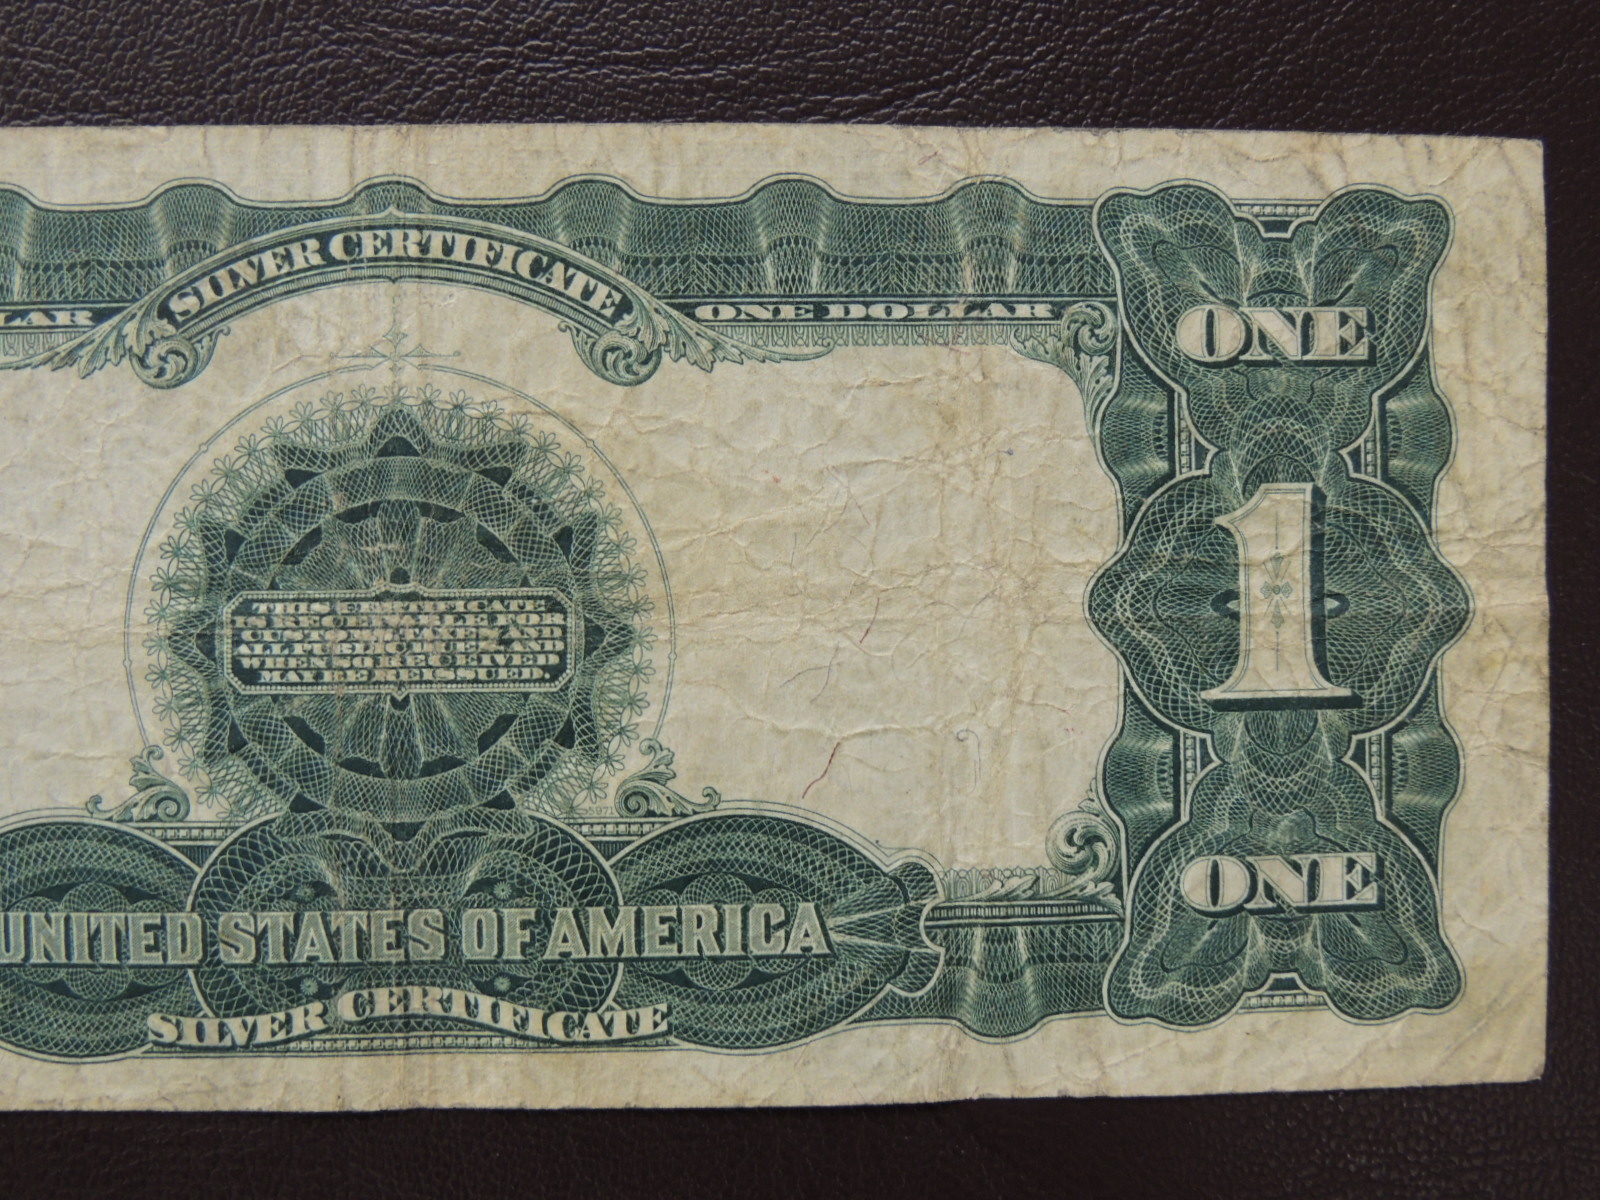 SILVER CERTIFICATE
LAR
ONE DOLLAR
ONE
THIS CERTIFICATE
IS RECEIVABLE FOR
CUSTOMS, TAXES AND
ALL PUBLIC DUES AND
WHEN SO RECEIVED
MAY BE REISSUED.
1
ONE
UNITED STATES OF AMERICA
SILVER CERTIFICATE